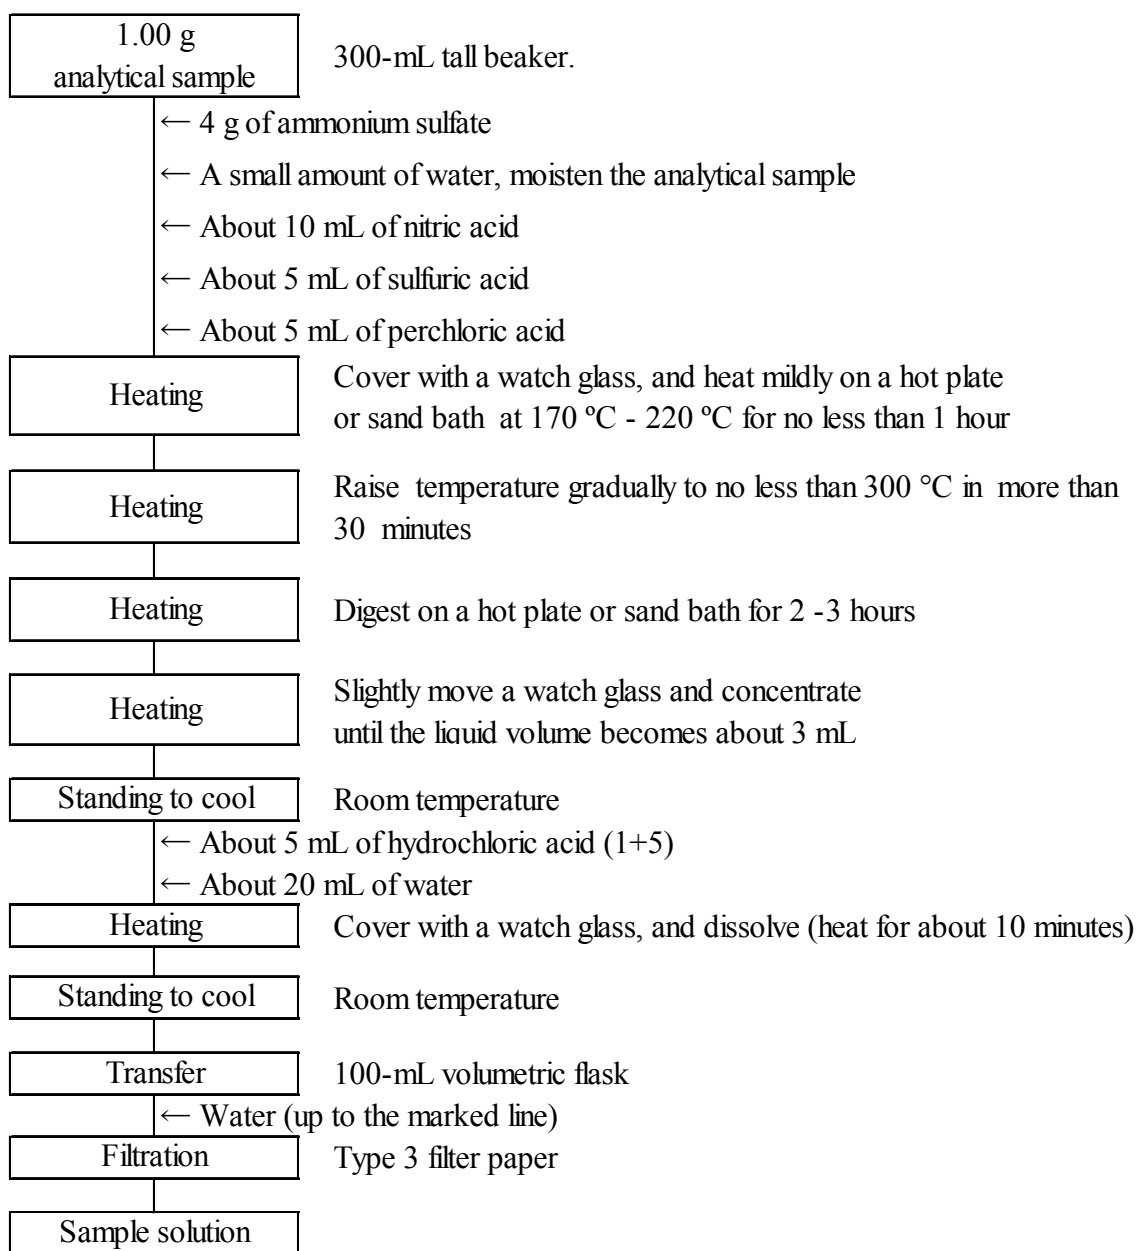 1.00 g
analytical sample
300-mL tall beaker.
← 4 g of ammonium sulfate
← A small amount of water, moisten the analytical sample
← About 10 mL of nitric acid
← About 5 mL of sulfuric acid
← About 5 mL of perchloric acid
Heating
Cover with a watch glass, and heat mildly on a hot plate
or sand bath at 170 ºC - 220 ºC for no less than 1 hour
Heating
Raise temperature gradually to no less than 300 °C in more than
30 minutes
Heating
Digest on a hot plate or sand bath for 2 -3 hours
Heating
Slightly move a watch glass and concentrate
until the liquid volume becomes about 3 mL
Standing to cool
Room temperature
← About 5 mL of hydrochloric acid (1+5)
← About 20 mL of water
Heating
Cover with a watch glass, and dissolve (heat for about 10 minutes)
Standing to cool
Room temperature
Transfer
100-mL volumetric flask
← Water (up to the marked line)
Filtration
Type 3 filter paper
Sample solution